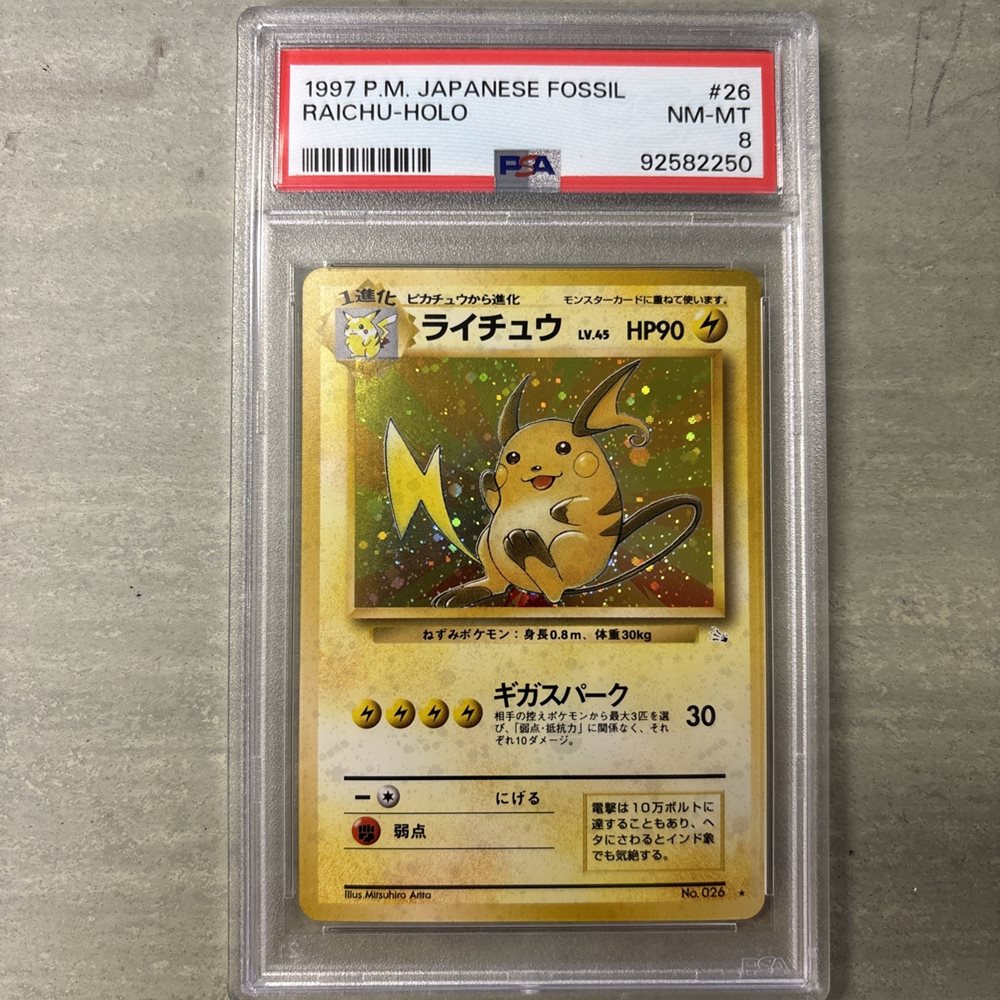 1997 P.M. JAPANESE FOSSIL #26
RAICHU-HOLO NM-MT
8
PSA 92582250
1進化 ピカチュウから進化 モンスターカードに重ねて使います。
ライチュウ LV.45 HP90
ねずみポケモン:身長0.8m、体重30kg
ギガスパーク
相手の控えポケモンから最大3匹を選
び、「弱点・抵抗力」に関係なく、それ
ぞれ10ダメージ。
30
ー にげる
弱点
電撃は10万ボルトに
達することもあり、ヘ
タにさわるとインド象
でも気絶する。
Illus.Mitsuhiro Arita No. 026
PSA